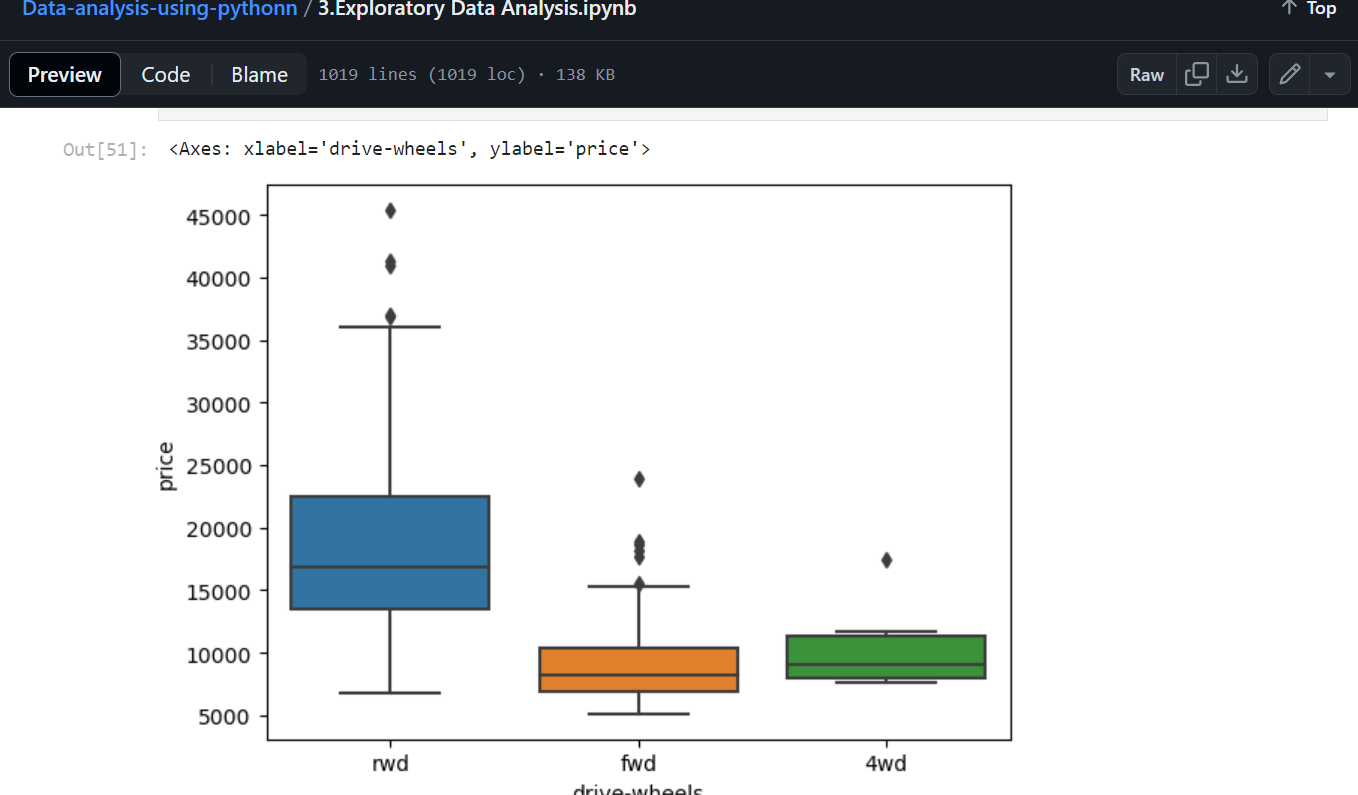 Data-analysis-using-pythonn / 3.Exploratory Data Analysis.ipynb
↑ Top
Preview Code Blame 1019 lines (1019 loc) · 138 KB Raw
Out[51]: <Axes: xlabel='drive-wheels', ylabel='price'>
45000
40000
35000
30000
25000
20000
15000
10000
5000
price
rwd fwd 4wd
drive-wheels